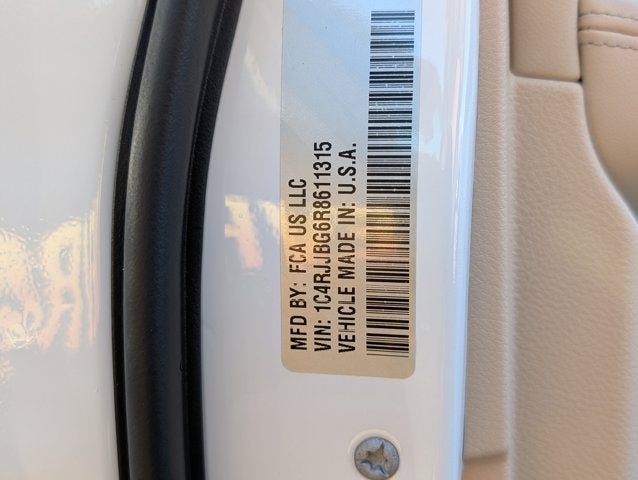 MFD BY: FCA US LLC
VIN: 1C4RJJBG6R8611315
VEHICLE MADE IN: U.S.A.